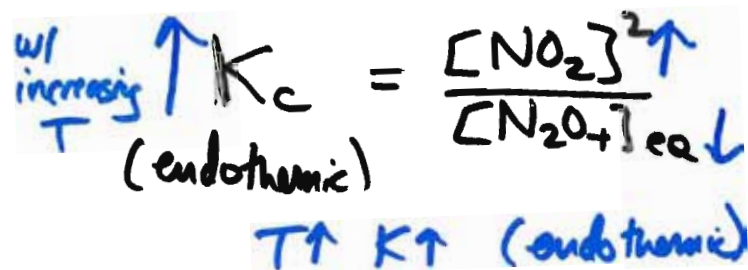 w/ increasing T ↑ Kc = [NO₂]² ↑ / [N₂O₄]eq ↓
(endothermic)
T↑ K↑ (endothermic)